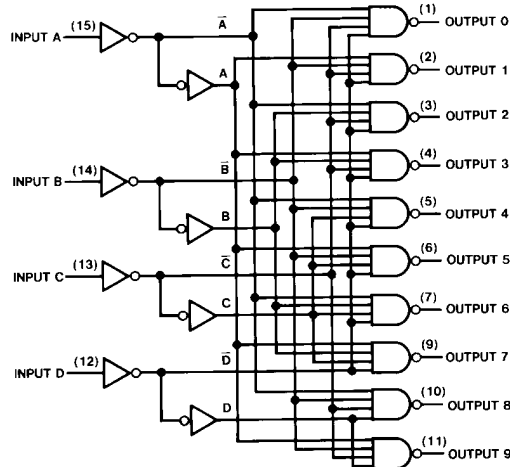 (1)
INPUT A (15) A̅ OUTPUT 0
(2)
OUTPUT 1
A
(3)
OUTPUT 2
(4)
OUTPUT 3
INPUT B (14) B̅
(5)
B OUTPUT 4
(6)
C̅ OUTPUT 5
INPUT C (13)
(7)
C OUTPUT 6
(9)
OUTPUT 7
INPUT D (12) D̅
(10)
D OUTPUT 8
(11)
OUTPUT 9